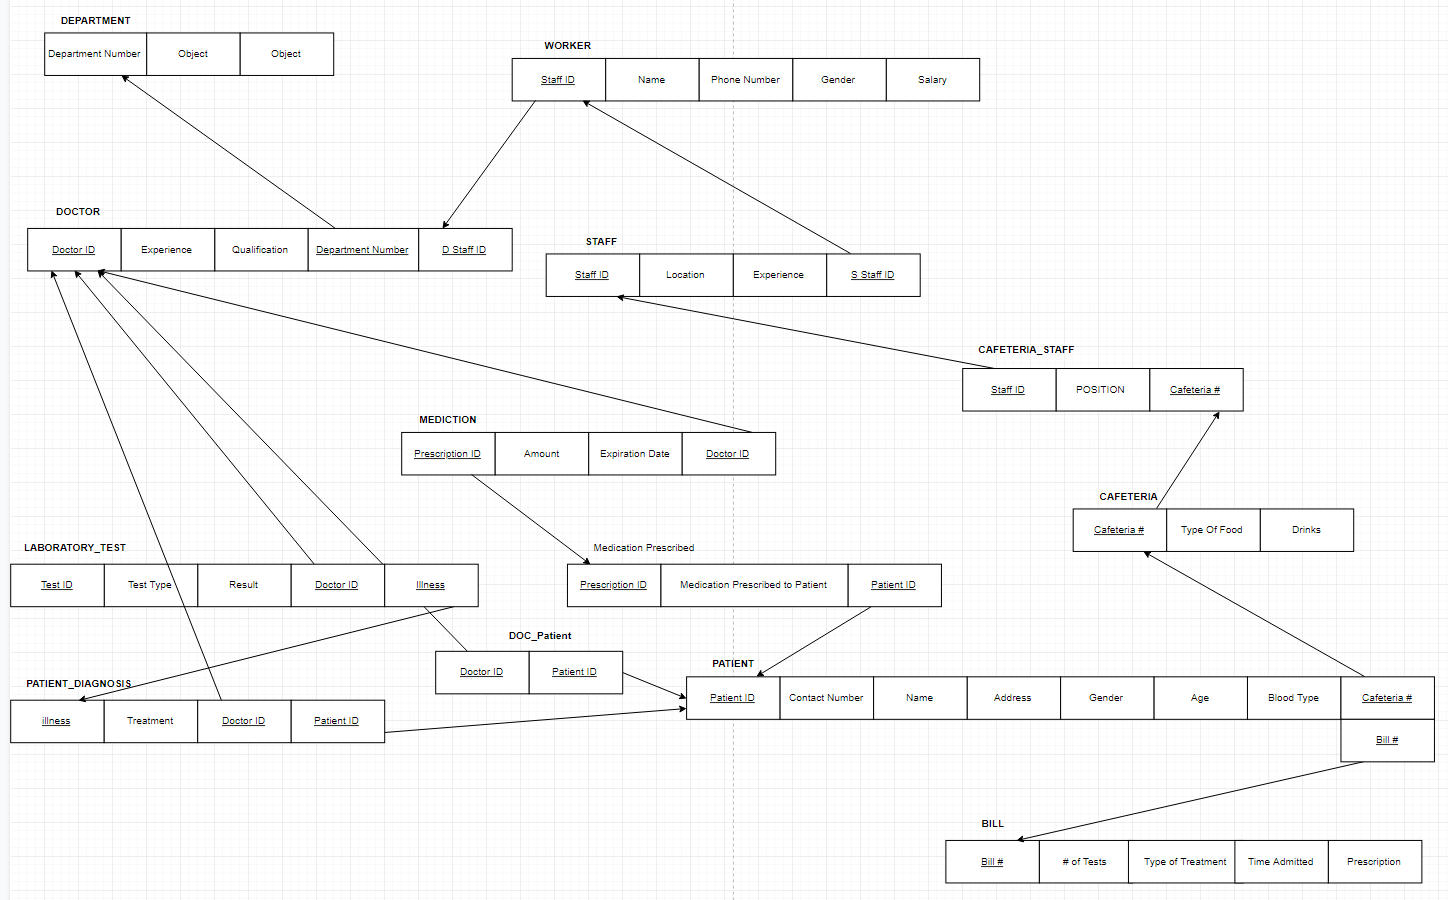 DEPARTMENT
Department Number Object Object
WORKER
Staff ID Name Phone Number Gender Salary
DOCTOR
Doctor ID Experience Qualification Department Number D Staff ID
STAFF
Staff ID Location Experience S Staff ID
CAFETERIA_STAFF
Staff ID POSITION Cafeteria #
MEDICTION
Prescription ID Amount Expiration Date Doctor ID
CAFETERIA
Cafeteria # Type Of Food Drinks
LABORATORY_TEST
Test ID Test Type Result Doctor ID Illness
Medication Prescribed
Prescription ID Medication Prescribed to Patient Patient ID
DOC_Patient
Doctor ID Patient ID
PATIENT
Patient ID Contact Number Name Address Gender Age Blood Type Cafeteria #
Bill #
PATIENT_DIAGNOSIS
illness Treatment Doctor ID Patient ID
BILL
Bill # # of Tests Type of Treatment Time Admitted Prescription